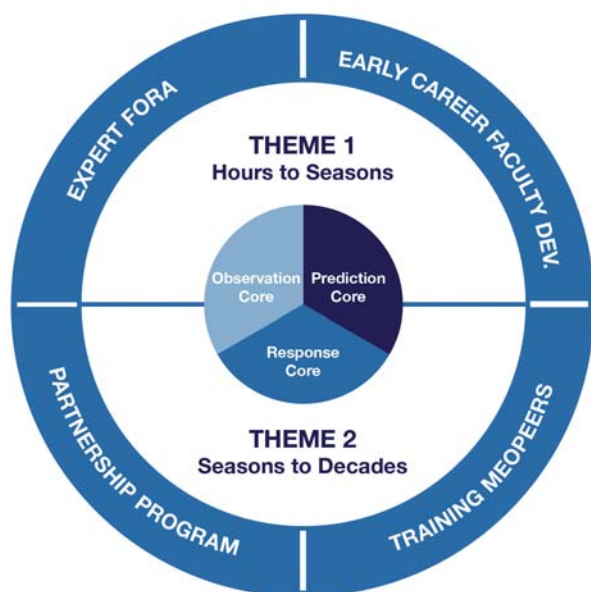 EXPERT FORA
EARLY CAREER FACULTY DEV.
THEME 1
Hours to Seasons
Observation
Core
Prediction
Core
Response
Core
THEME 2
Seasons to Decades
PARTNERSHIP PROGRAM
TRAINING MEOPEERS